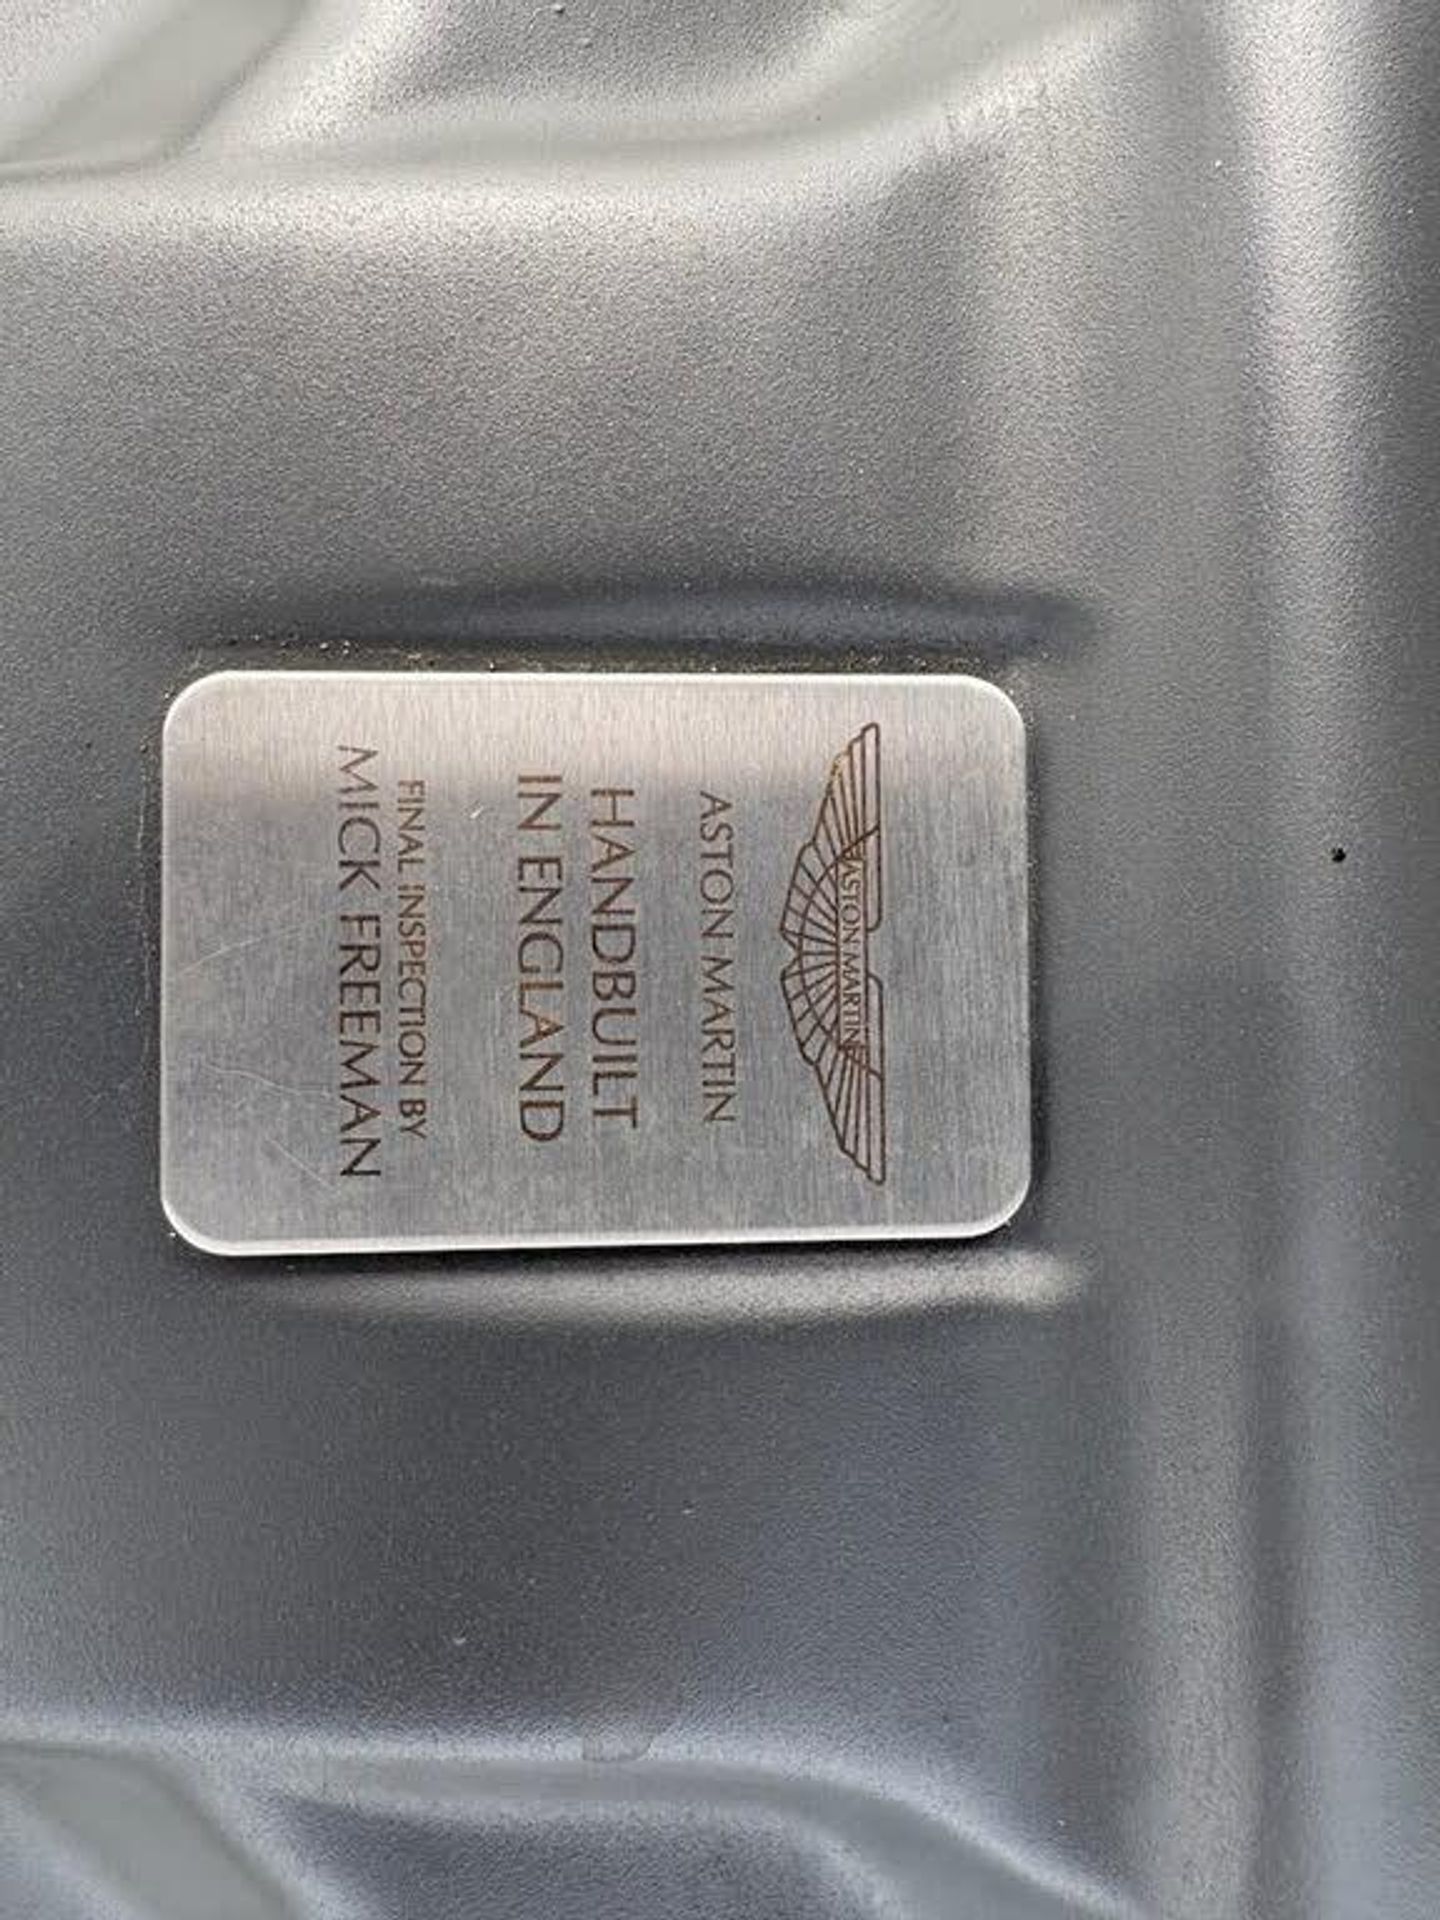 ASTON MARTIN
ASTON MARTIN
HANDBUILT
IN ENGLAND
FINAL INSPECTION BY
MICK FREEMAN